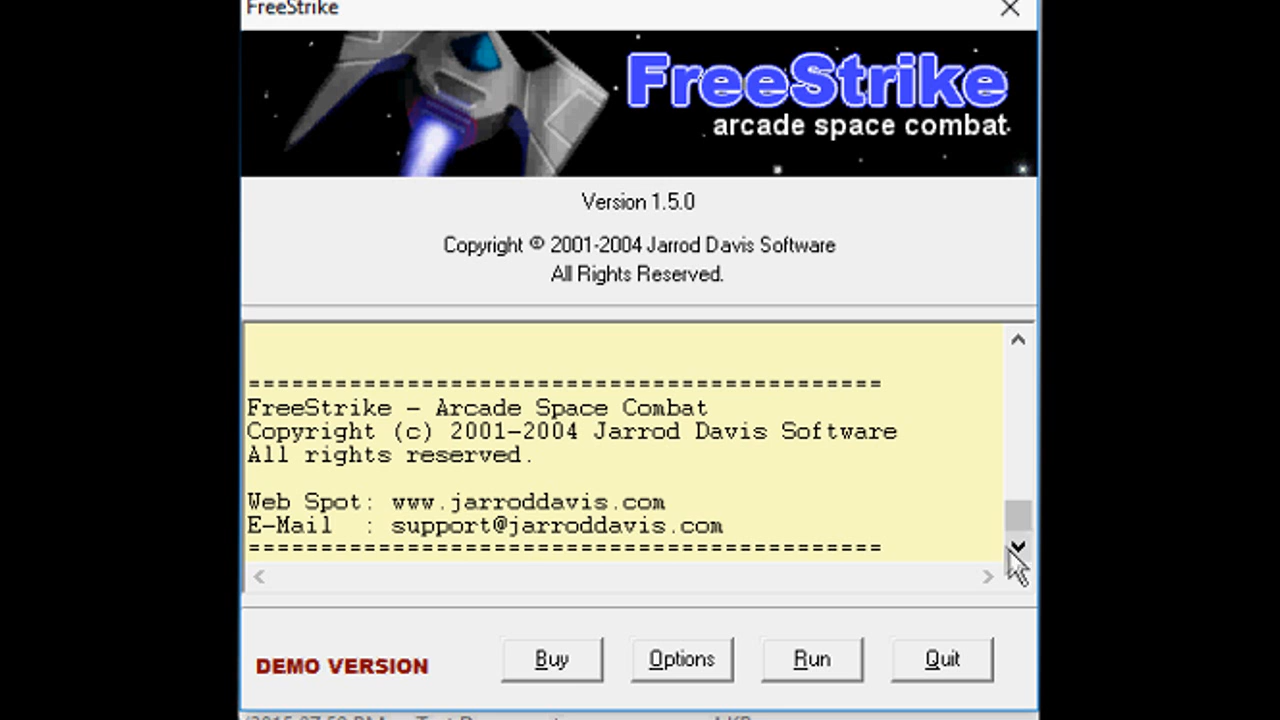 FreeStrike
FreeStrike
arcade space combat
Version 1.5.0
Copyright © 2001-2004 Jarrod Davis Software
All Rights Reserved.
============================================
FreeStrike - Arcade Space Combat
Copyright (c) 2001-2004 Jarrod Davis Software
All rights reserved.
Web Spot: www.jarroddavis.com
E-Mail  : support@jarroddavis.com
============================================
DEMO VERSION
Buy
Options
Run
Quit